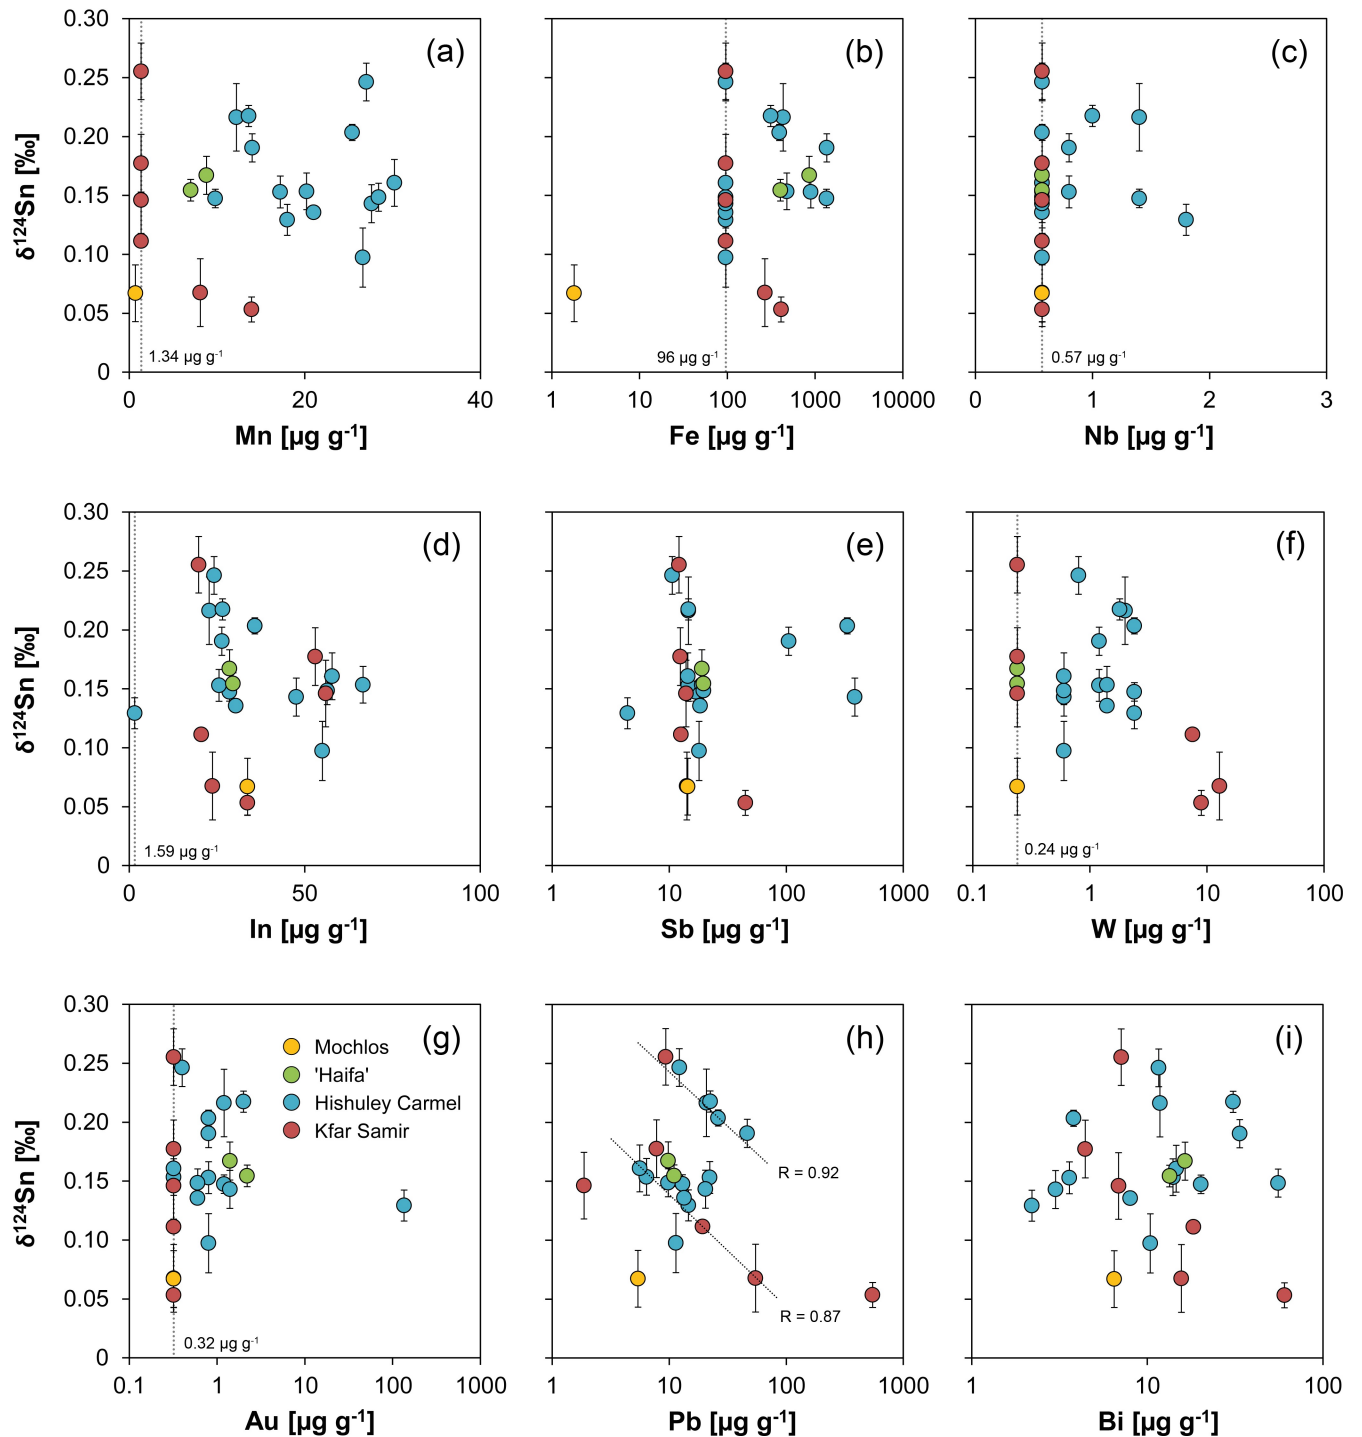 0.30
0.25
0.20
0.15
0.10
0.05
0
δ¹²⁴Sn [‰]
(a)
1.34 µg g⁻¹
0 20 40
Mn [µg g⁻¹]
(b)
96 µg g⁻¹
1 10 100 1000 10000
Fe [µg g⁻¹]
(c)
0.57 µg g⁻¹
0 1 2 3
Nb [µg g⁻¹]
0.30
0.25
0.20
0.15
0.10
0.05
0
δ¹²⁴Sn [‰]
(d)
1.59 µg g⁻¹
0 50 100
In [µg g⁻¹]
(e)
1 10 100 1000
Sb [µg g⁻¹]
(f)
0.24 µg g⁻¹
0.1 1 10 100
W [µg g⁻¹]
0.30
0.25
0.20
0.15
0.10
0.05
0
δ¹²⁴Sn [‰]
(g)
Mochlos
'Haifa'
Hishuley Carmel
Kfar Samir
0.32 µg g⁻¹
0.1 1 10 100 1000
Au [µg g⁻¹]
(h)
R = 0.92
R = 0.87
1 10 100 1000
Pb [µg g⁻¹]
(i)
1 10 100
Bi [µg g⁻¹]